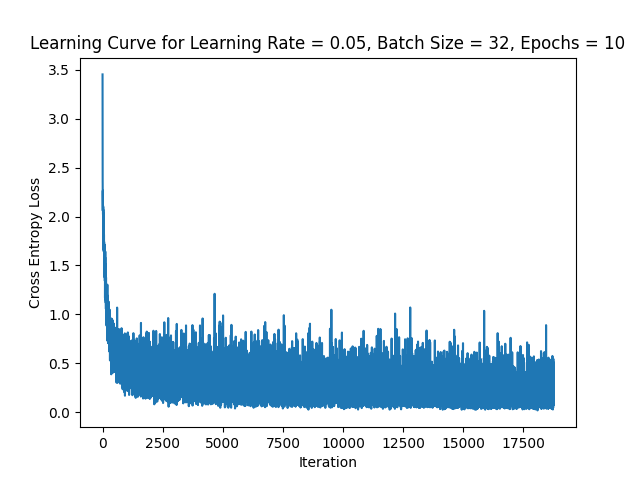 Learning Curve for Learning Rate = 0.05, Batch Size = 32, Epochs = 10
3.5
3.0
2.5
2.0
1.5
1.0
0.5
0.0
Cross Entropy Loss
0 2500 5000 7500 10000 12500 15000 17500
Iteration